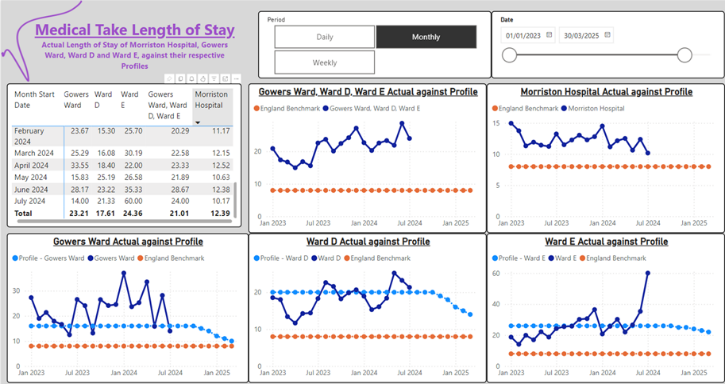 Medical Take Length of Stay
Actual Length of Stay of Morriston Hospital, Gowers
Ward, Ward D and Ward E, against their respective
Profiles
Period
Daily
Monthly
Weekly
Date
01/01/2023
30/03/2025
Month Start Date Gowers Ward Ward D Ward E Gowers Ward, Ward D, Ward E Morriston Hospital
February 2024 23.67 15.30 25.70 20.29 11.17
March 2024 25.29 16.08 30.19 22.58 12.15
April 2024 33.55 18.40 22.00 23.33 12.52
May 2024 15.83 25.19 26.58 21.89 10.63
June 2024 28.17 23.22 35.33 28.67 12.38
July 2024 14.00 21.33 60.00 24.00 10.17
Total 23.21 17.61 24.36 21.01 12.39
Gowers Ward, Ward D, Ward E Actual against Profile
England Benchmark Gowers Ward, Ward D, Ward E
20
10
0
Jan 2023 Jul 2023 Jan 2024 Jul 2024 Jan 2025
Morriston Hospital Actual against Profile
England Benchmark Morriston Hospital
15
10
5
0
Jan 2023 Jul 2023 Jan 2024 Jul 2024 Jan 2025
Gowers Ward Actual against Profile
Profile - Gowers Ward Gowers Ward England Benchmark
30
20
10
0
Jan 2023 Jul 2023 Jan 2024 Jul 2024 Jan 2025
Ward D Actual against Profile
Profile - Ward D Ward D England Benchmark
20
10
0
Jan 2023 Jul 2023 Jan 2024 Jul 2024 Jan 2025
Ward E Actual against Profile
Profile - Ward E Ward E England Benchmark
60
40
20
0
Jan 2023 Jul 2023 Jan 2024 Jul 2024 Jan 2025